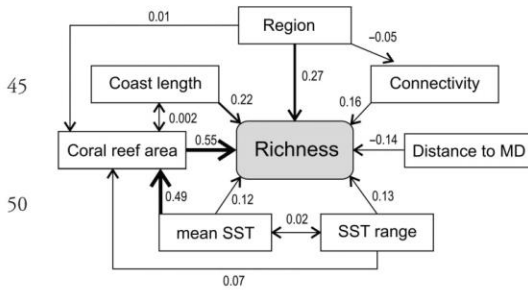 0.01
Region
−0.05
45
Coast length
0.27
Connectivity
0.22
0.16
0.002
Coral reef area
0.55
Richness
−0.14
Distance to MD
50
0.49
0.12
0.13
mean SST
0.02
SST range
0.07